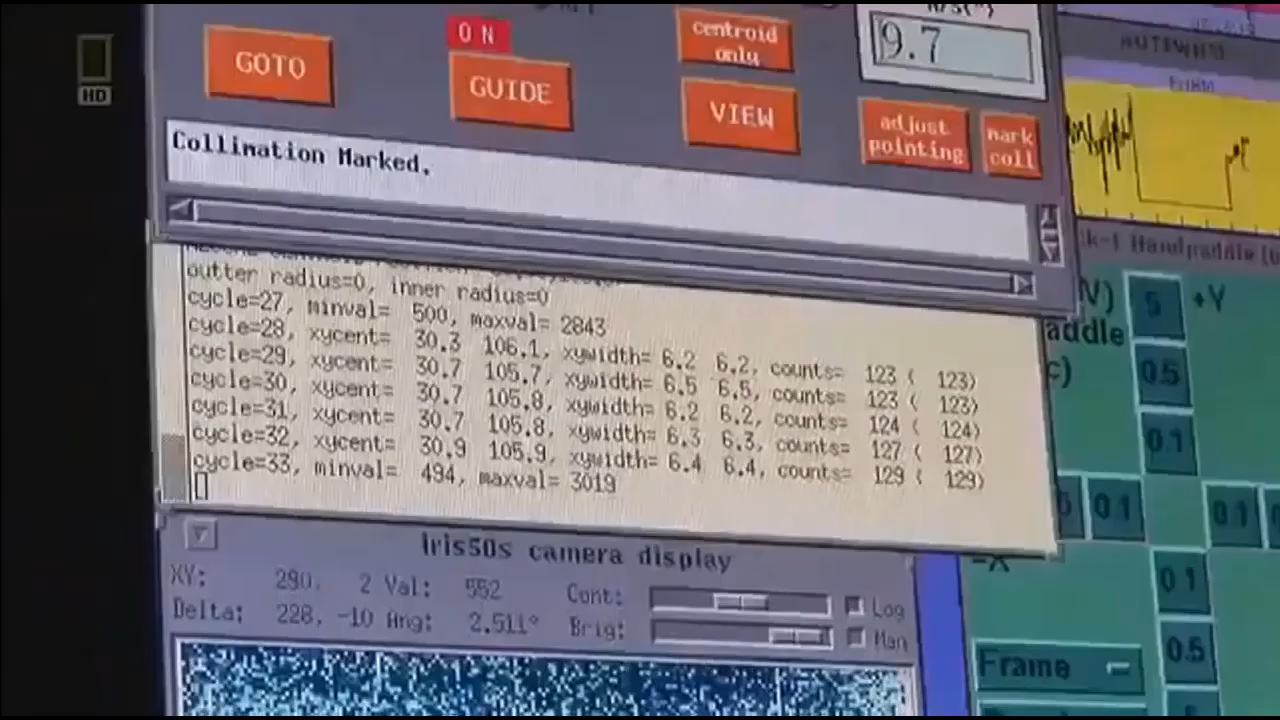 HD
GOTO
ON
GUIDE
centroid
only
VIEW
9.7
adjust
pointing
mark
coll
Collimation Marked.
outter radius=0, inner radius=0
cycle=27, minval= 500, maxval= 2843
cycle=28, xycent= 30.3 106.1, xywidth= 6.2 6.2, counts= 123 ( 123)
cycle=29, xycent= 30.7 105.7, xywidth= 6.5 6.5, counts= 123 ( 123)
cycle=30, xycent= 30.7 105.8, xywidth= 6.2 6.2, counts= 124 ( 124)
cycle=31, xycent= 30.7 105.8, xywidth= 6.3 6.3, counts= 127 ( 127)
cycle=32, xycent= 30.9 105.9, xywidth= 6.4 6.4, counts= 129 ( 129)
cycle=33, minval= 494, maxval= 3019
iris50s camera display
XY: 290, 2 Val: 552
Delta: 228, -10 Ang: 2.511°
Cont:
Log
Brig:
Man
k-1 Handpaddle
addle
5
+Y
0.5
0.1
0.1
0.1
-X
0.1
0.5
Frame